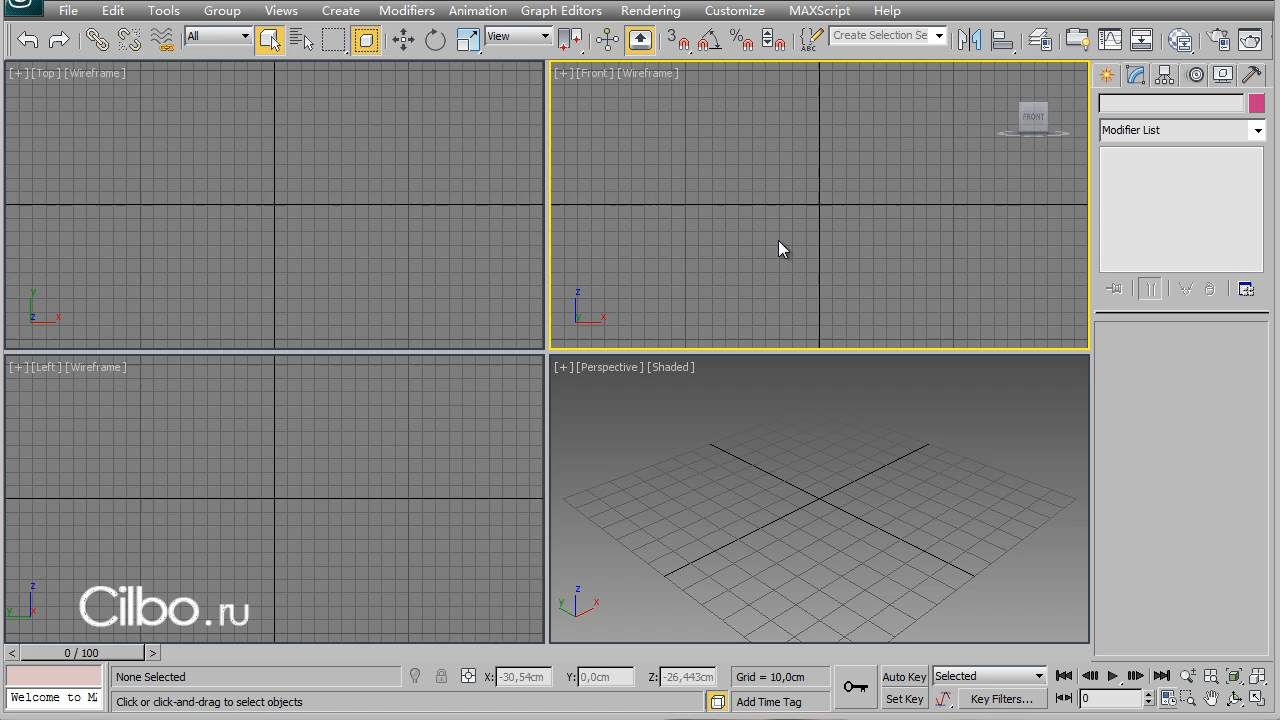 File Edit Tools Group Views Create Modifiers Animation Graph Editors Rendering Customize MAXScript Help
All View 3 % ABC Create Selection Se
[+][Top][Wireframe]
[+][Front][Wireframe]
FRONT
Modifier List
y
z x
z
y x
[+][Left][Wireframe]
[+][Perspective][Shaded]
z
y x
z
y x
Cilbo.ru
< 0 / 100 >
None Selected X: -30,54cm Y: 0,0cm Z: -26,443cm Grid = 10,0cm Auto Key Selected
Welcome to M
Click or click-and-drag to select objects Add Time Tag Set Key Key Filters... 0